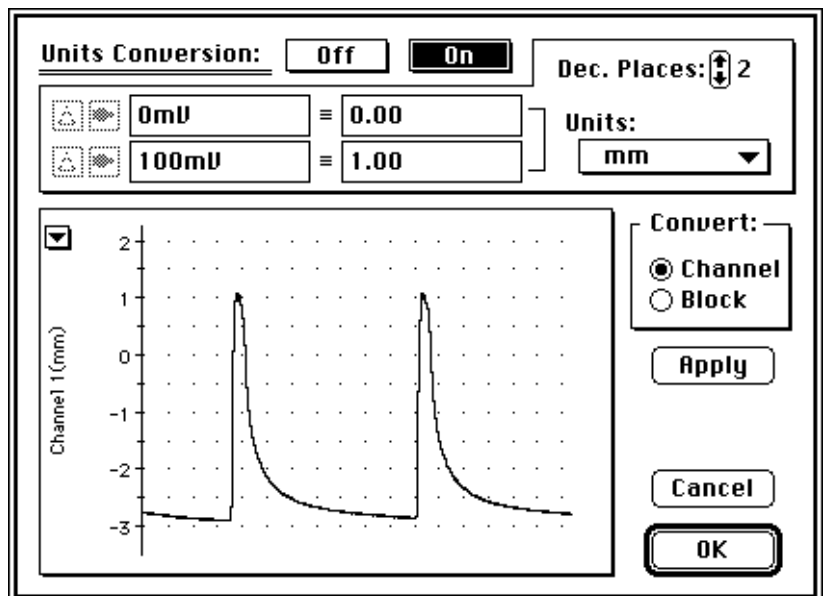 Units Conversion: Off On
Dec. Places: 2
0mV ≡ 0.00
100mV ≡ 1.00
Units:
mm
2
1
0
-1
-2
-3
Channel 1(mm)
Convert:
Channel
Block
Apply
Cancel
OK